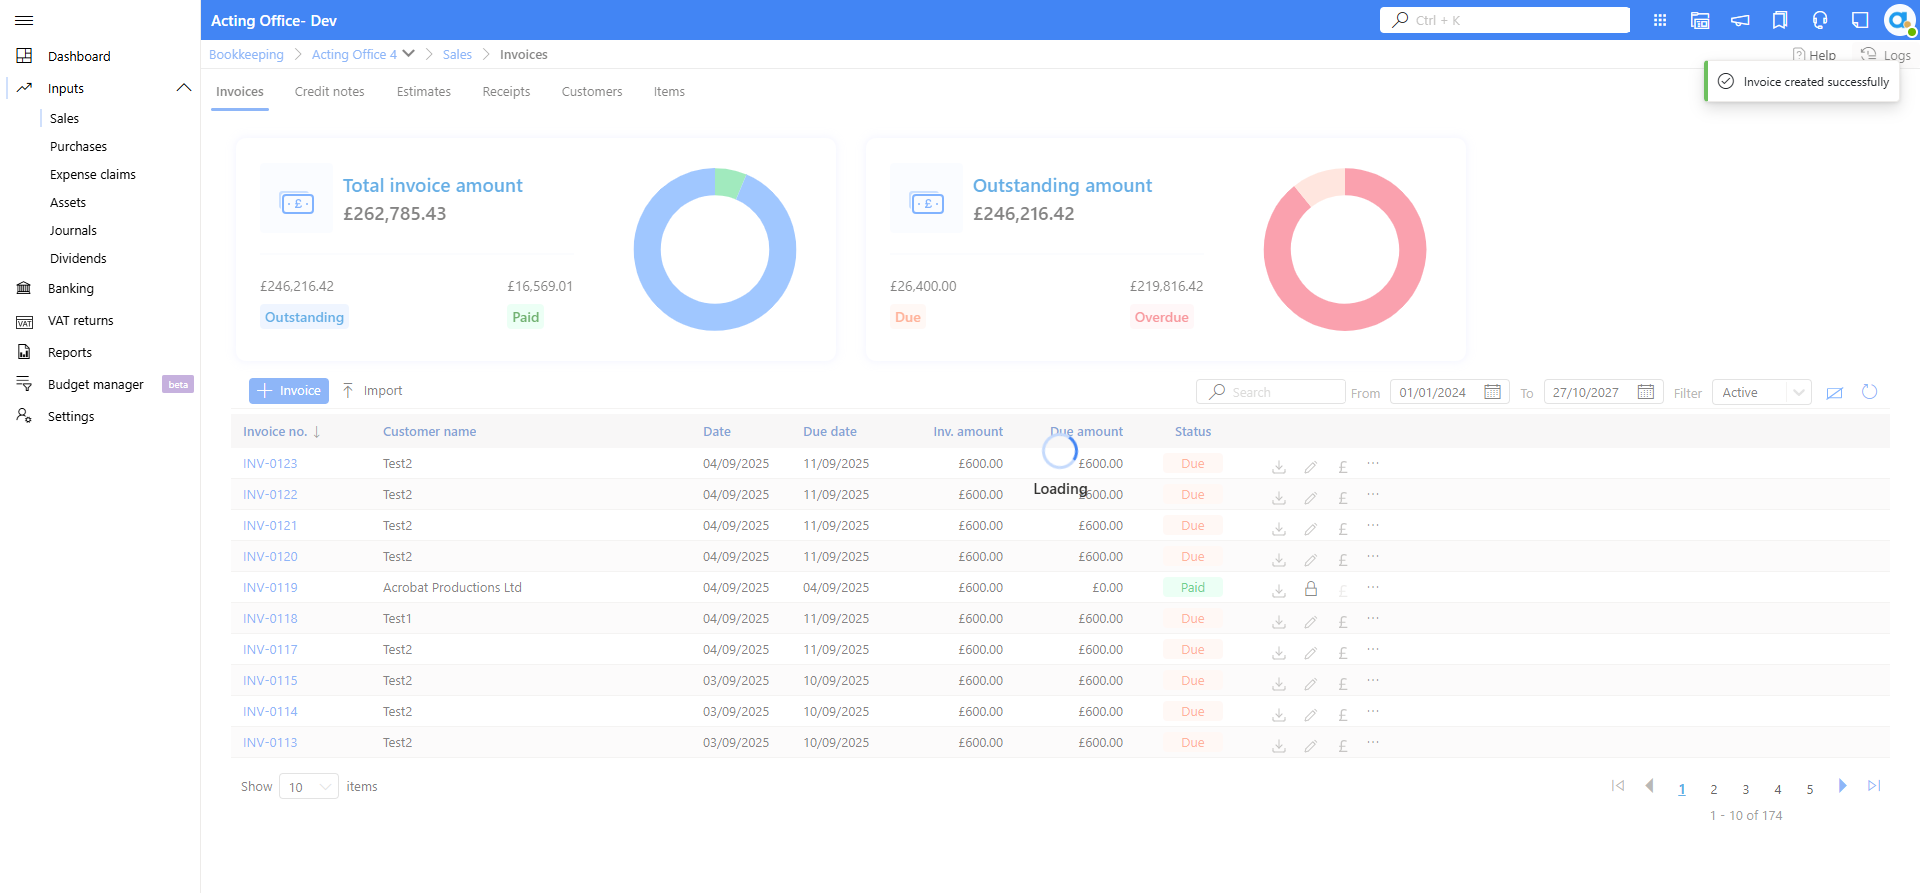 Acting Office- Dev
Ctrl + K
Dashboard
Inputs
Sales
Purchases
Expense claims
Assets
Journals
Dividends
Banking
VAT returns
Reports
Budget manager beta
Settings
Bookkeeping Acting Office 4 Sales Invoices
Help Logs
Invoice created successfully
Invoices Credit notes Estimates Receipts Customers Items
Total invoice amount
£262,785.43
£246,216.42 £16,569.01
Outstanding Paid
Outstanding amount
£246,216.42
£26,400.00 £219,816.42
Due Overdue
Invoice Import Search From 01/01/2024 To 27/10/2027 Filter Active
Invoice no. Customer name Date Due date Inv. amount Due amount Status
INV-0123 Test2 04/09/2025 11/09/2025 £600.00 £600.00 Due
Loading
INV-0122 Test2 04/09/2025 11/09/2025 £600.00 £600.00 Due
INV-0121 Test2 04/09/2025 11/09/2025 £600.00 £600.00 Due
INV-0120 Test2 04/09/2025 11/09/2025 £600.00 £600.00 Due
INV-0119 Acrobat Productions Ltd 04/09/2025 04/09/2025 £600.00 £0.00 Paid
INV-0118 Test1 04/09/2025 11/09/2025 £600.00 £600.00 Due
INV-0117 Test2 04/09/2025 11/09/2025 £600.00 £600.00 Due
INV-0115 Test2 03/09/2025 10/09/2025 £600.00 £600.00 Due
INV-0114 Test2 03/09/2025 10/09/2025 £600.00 £600.00 Due
INV-0113 Test2 03/09/2025 10/09/2025 £600.00 £600.00 Due
Show 10 items
1 2 3 4 5
1 - 10 of 174